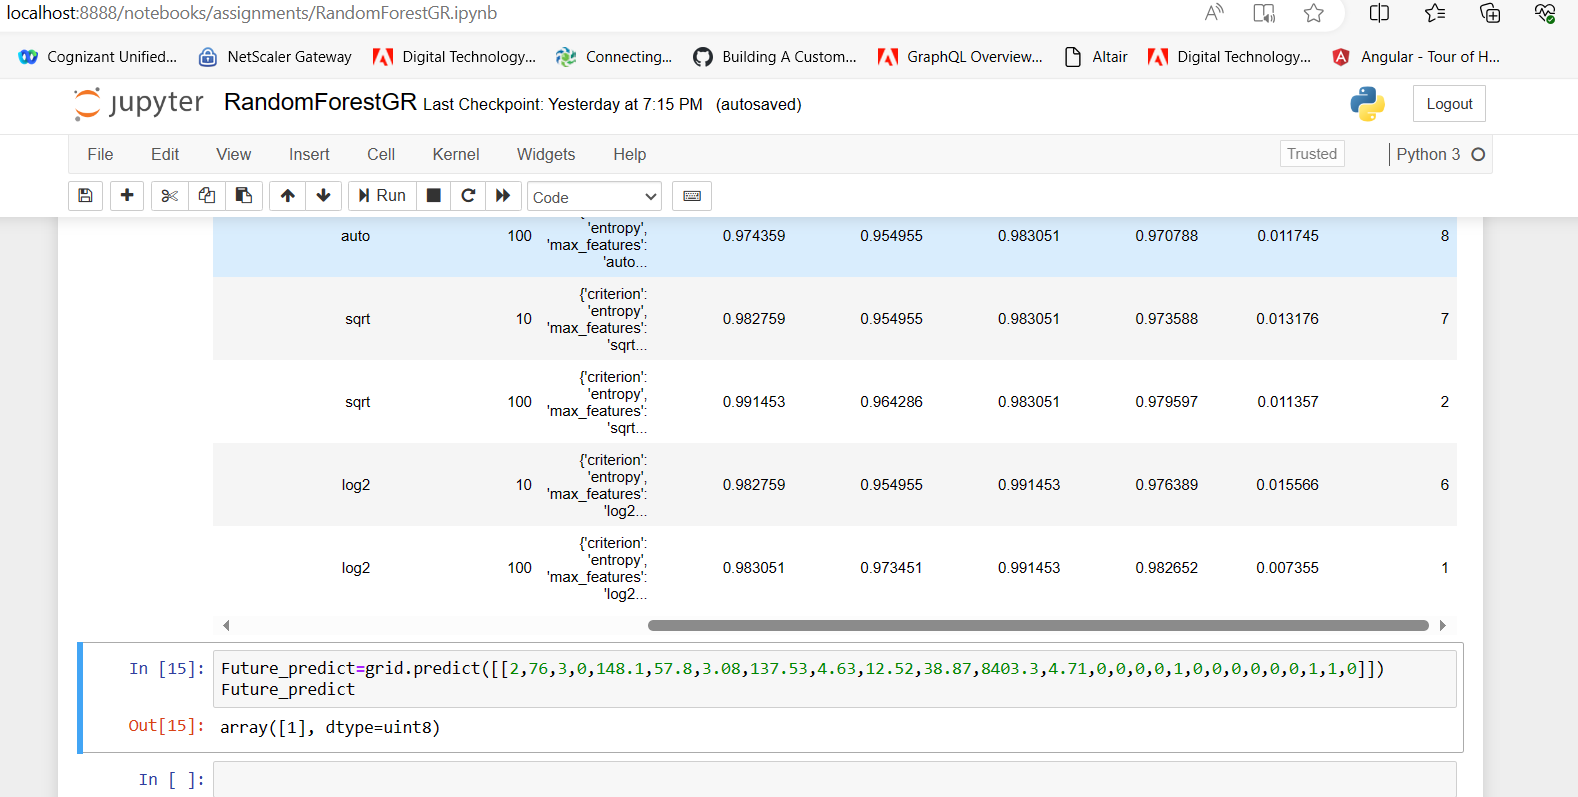 localhost:8888/notebooks/assignments/RandomForestGR.ipynb
Cognizant Unified... NetScaler Gateway Digital Technology... Connecting... Building A Custom... GraphQL Overview... Altair Digital Technology... Angular - Tour of H...
jupyter RandomForestGR Last Checkpoint: Yesterday at 7:15 PM (autosaved) Logout
File Edit View Insert Cell Kernel Widgets Help Trusted Python 3
Run Code
'entropy',
auto 100 'max_features': 0.974359 0.954955 0.983051 0.970788 0.011745 8
'auto...
{'criterion':
'entropy',
sqrt 10 'max_features': 0.982759 0.954955 0.983051 0.973588 0.013176 7
'sqrt...
{'criterion':
'entropy',
sqrt 100 'max_features': 0.991453 0.964286 0.983051 0.979597 0.011357 2
'sqrt...
{'criterion':
'entropy',
log2 10 'max_features': 0.982759 0.954955 0.991453 0.976389 0.015566 6
'log2...
{'criterion':
'entropy',
log2 100 'max_features': 0.983051 0.973451 0.991453 0.982652 0.007355 1
'log2...
In [15]: Future_predict=grid.predict([[2,76,3,0,148.1,57.8,3.08,137.53,4.63,12.52,38.87,8403.3,4.71,0,0,0,0,1,0,0,0,0,0,0,1,1,0]])
Future_predict
Out[15]: array([1], dtype=uint8)
In [ ]: